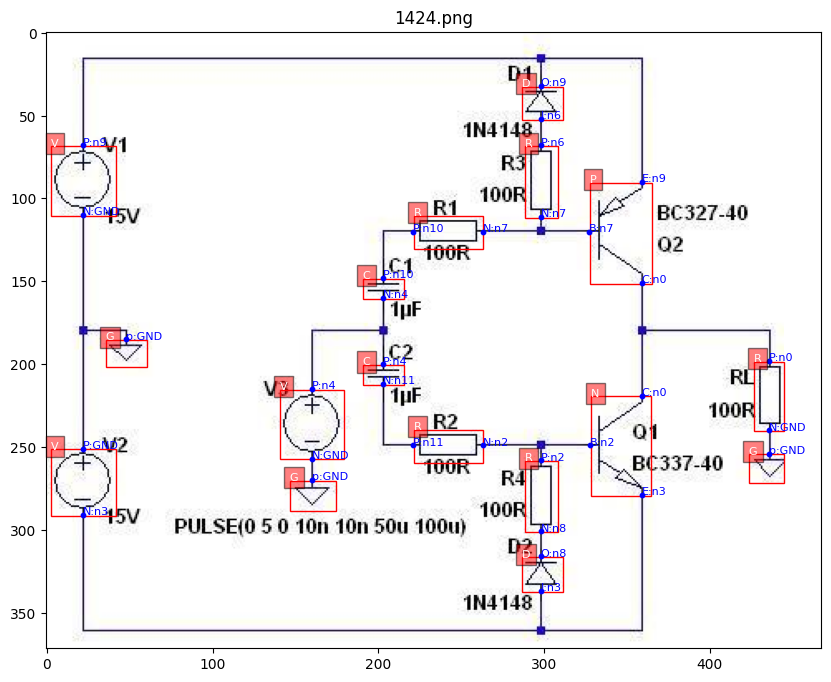 1424.png
0
50
100
150
200
250
300
350
0
100
200
300
400
D1
D
O:n9
I:n6
1N4148
V
P:n9
V1
N:GND
15V
R
P:n6
R3
100R
N:n7
P
E:n9
BC327-40
Q2
B:n7
C:n0
R
R1
P:n10
N:n7
100R
C
C1
P:n10
N:n4
1µF
G
p:GND
C
C2
P:n4
N:n11
1µF
V
V3
P:n4
N:GND
G
p:GND
PULSE(0 5 0 10n 10n 50u 100u)
R
R2
P:n11
N:n2
100R
N
C:n0
Q1
B:n2
BC337-40
E:n3
R
P:n0
RL
100R
N:GND
G
p:GND
V
P:GND
V2
N:n3
15V
R
P:n2
R4
100R
N:n8
D2
D
O:n8
I:n3
1N4148